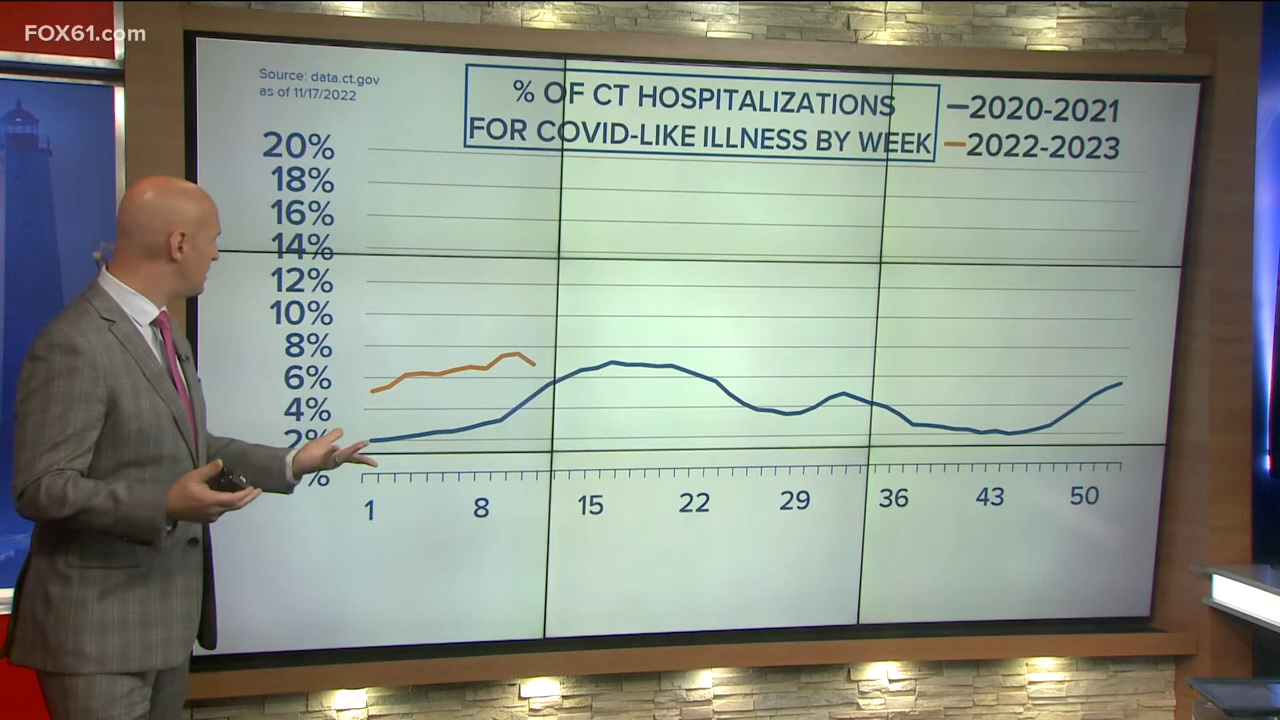 FOX61.com
Source: data.ct.gov
as of 11/17/2022
% OF CT HOSPITALIZATIONS
FOR COVID-LIKE ILLNESS BY WEEK
2020-2021
2022-2023
20%
18%
16%
14%
12%
10%
8%
6%
4%
2%
%
1 8 15 22 29 36 43 50